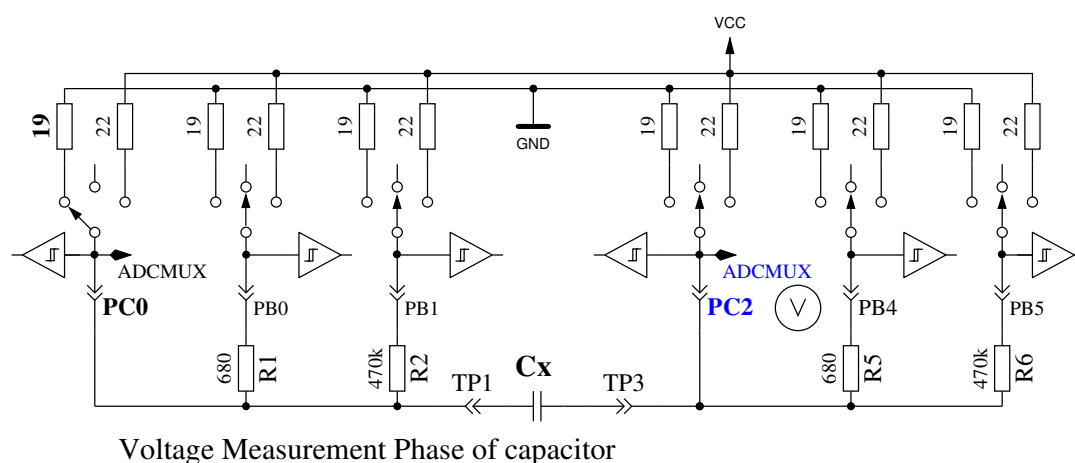 VCC
19
22
19
22
19
22
GND
19
22
19
22
19
22
ADCMUX
ADCMUX
PC0
PB0
PB1
PC2
V
PB4
PB5
680
R1
470k
R2
680
R5
470k
R6
TP1
Cx
TP3
Voltage Measurement Phase of capacitor